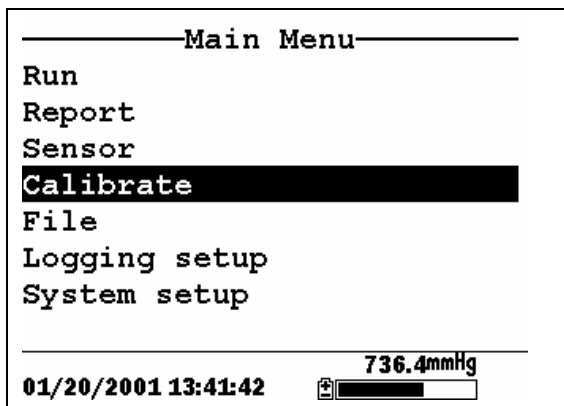 Main Menu
Run
Report
Sensor
Calibrate
File
Logging setup
System setup
736.4mmHg
01/20/2001 13:41:42